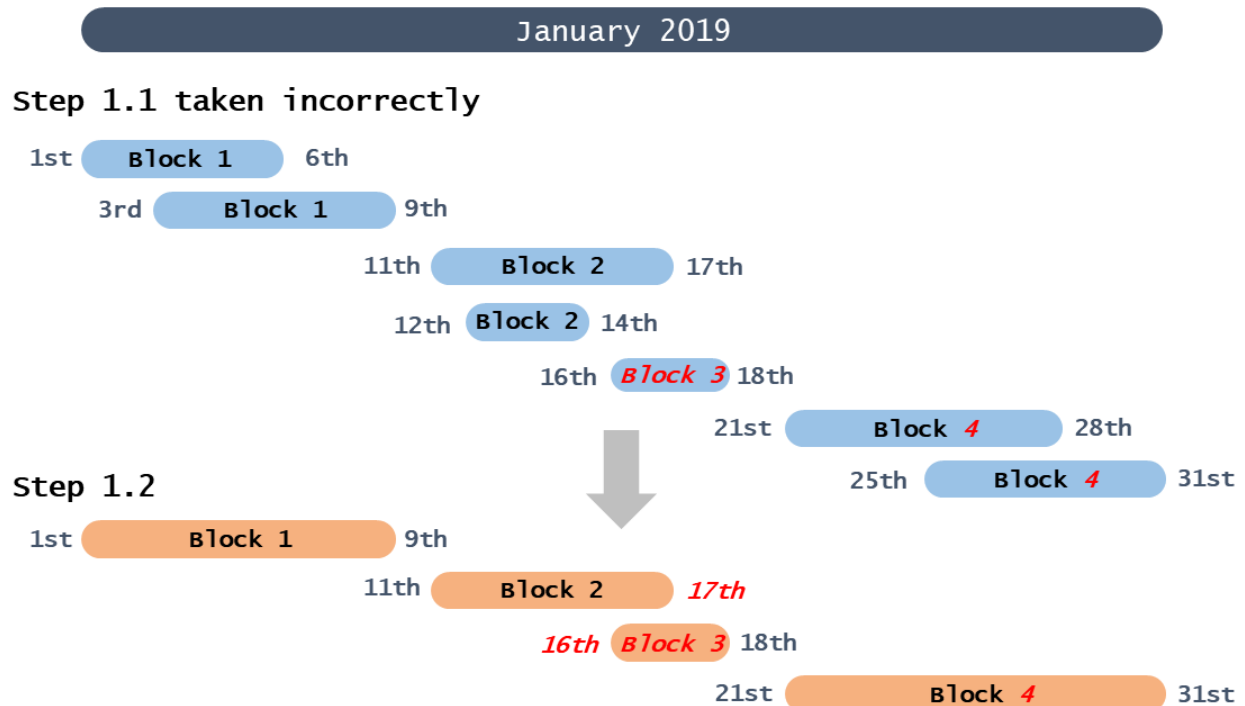 January 2019
Step 1.1 taken incorrectly
1st Block 1 6th
3rd Block 1 9th
11th Block 2 17th
12th Block 2 14th
16th Block 3 18th
21st Block 4 28th
25th Block 4 31st
Step 1.2
1st Block 1 9th
11th Block 2 17th
16th Block 3 18th
21st Block 4 31st